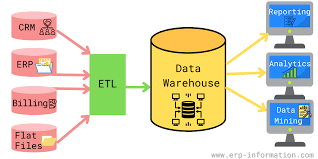 CRM
ERP
Billing
Flat
Files
ETL
Data
Warehouse
Reporting
Analytics
Data
Mining
www.erp-information.com